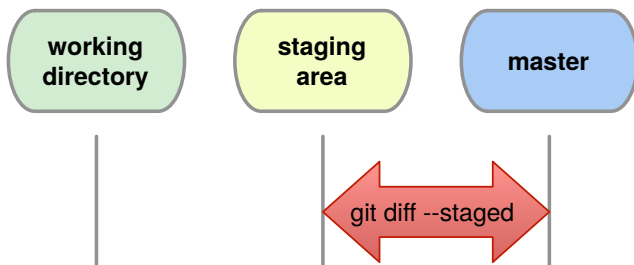 working
directory
staging
area
master
git diff --staged